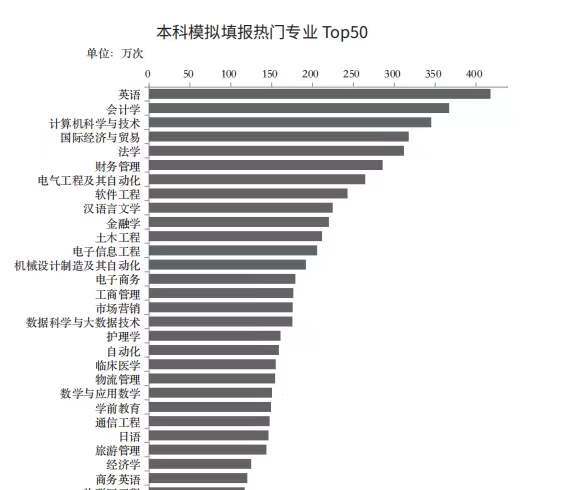 本科模拟填报热门专业 Top50
单位：万次
0 50 100 150 200 250 300 350 400
英语
会计学
计算机科学与技术
国际经济与贸易
法学
财务管理
电气工程及其自动化
软件工程
汉语言文学
金融学
土木工程
电子信息工程
机械设计制造及其自动化
电子商务
工商管理
市场营销
数据科学与大数据技术
护理学
自动化
临床医学
物流管理
数学与应用数学
学前教育
通信工程
日语
旅游管理
经济学
商务英语